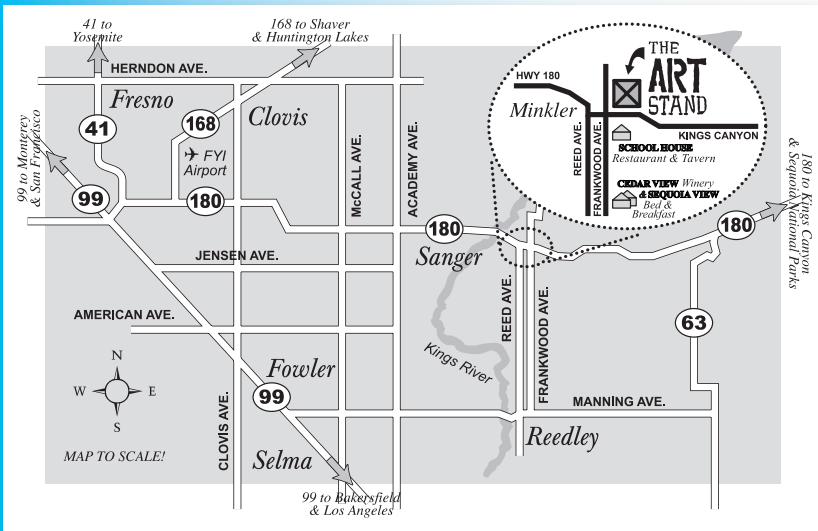 41 to
Yosemite
168 to Shaver
& Huntington Lakes
HERNDON AVE.
Fresno
Clovis
41
168
FYI
Airport
99 to Monterey
& San Francisco
99
180
McCALL AVE.
ACADEMY AVE.
180
Sanger
JENSEN AVE.
AMERICAN AVE.
Fowler
99
CLOVIS AVE.
Selma
99 to Bakersfield
& Los Angeles
N
W
E
S
MAP TO SCALE!
Kings River
REED AVE.
FRANKWOOD AVE.
MANNING AVE.
Reedley
63
180
180 to Kings Canyon
& Sequoia National Parks
THE
ART
STAND
HWY 180
Minkler
REED AVE.
FRANKWOOD AVE.
KINGS CANYON
SCHOOL HOUSE
Restaurant & Tavern
CEDAR VIEW Winery
& SEQUOIA VIEW
Bed &
Breakfast